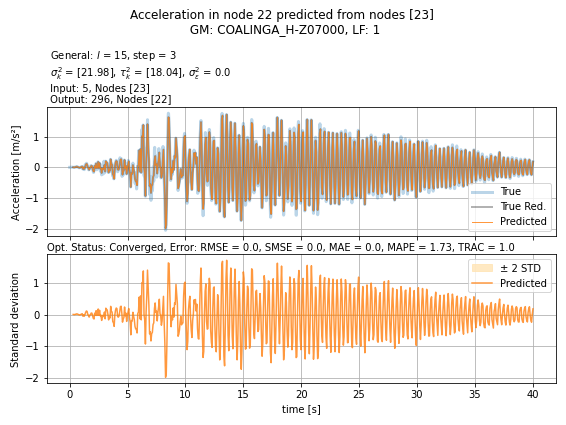 Acceleration in node 22 predicted from nodes [23]
GM: COALINGA_H-Z07000, LF: 1
General: l = 15, step = 3
σ²ₖ = [21.98], τ²ₖ = [18.04], σ²ε = 0.0
Input: 5, Nodes [23]
Output: 296, Nodes [22]
Acceleration [m/s²]
1
0
−1
−2
True
True Red.
Predicted
Opt. Status: Converged, Error: RMSE = 0.0, SMSE = 0.0, MAE = 0.0, MAPE = 1.73, TRAC = 1.0
Standard deviation
1
0
−1
−2
± 2 STD
Predicted
0 5 10 15 20 25 30 35 40
time [s]